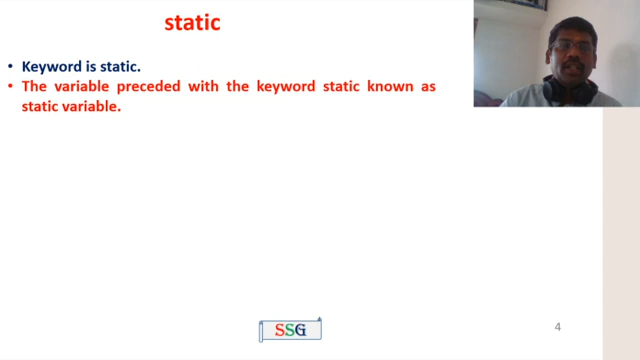 static
• Keyword is static.
• The variable preceded with the keyword static known as
static variable.
SSG
4